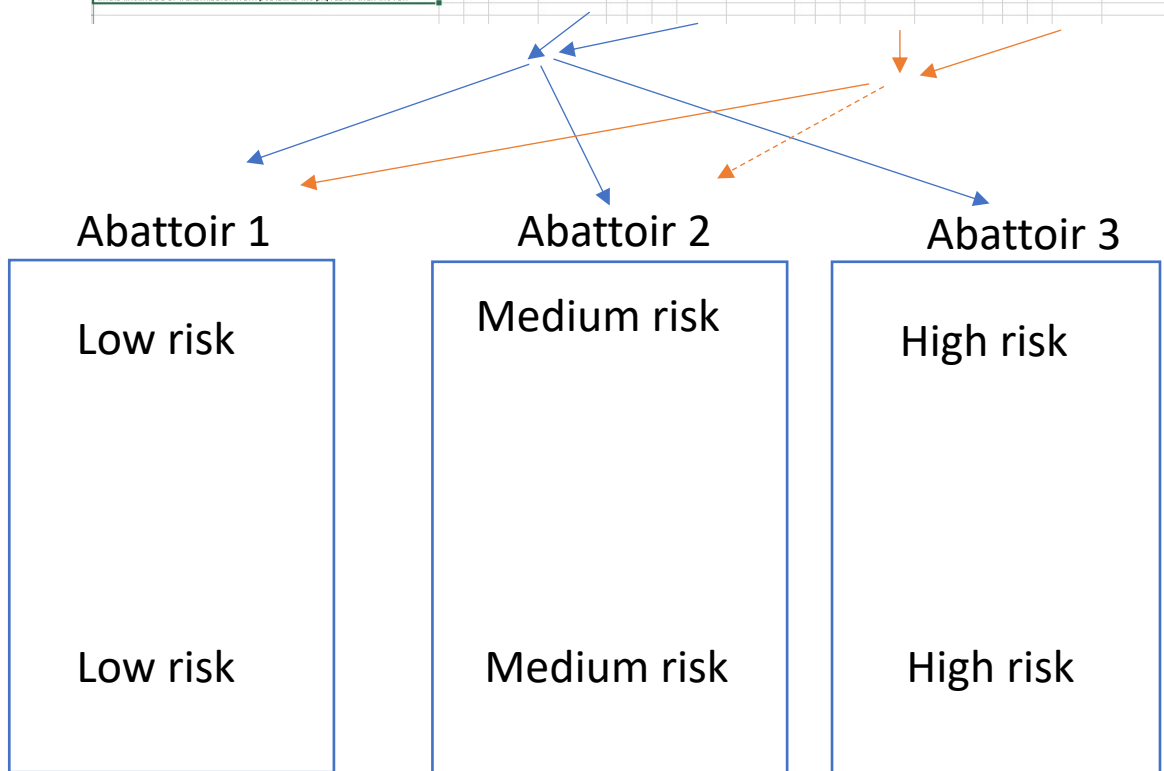 Abattoir 1
Abattoir 2
Abattoir 3
Low risk
Medium risk
High risk
Low risk
Medium risk
High risk